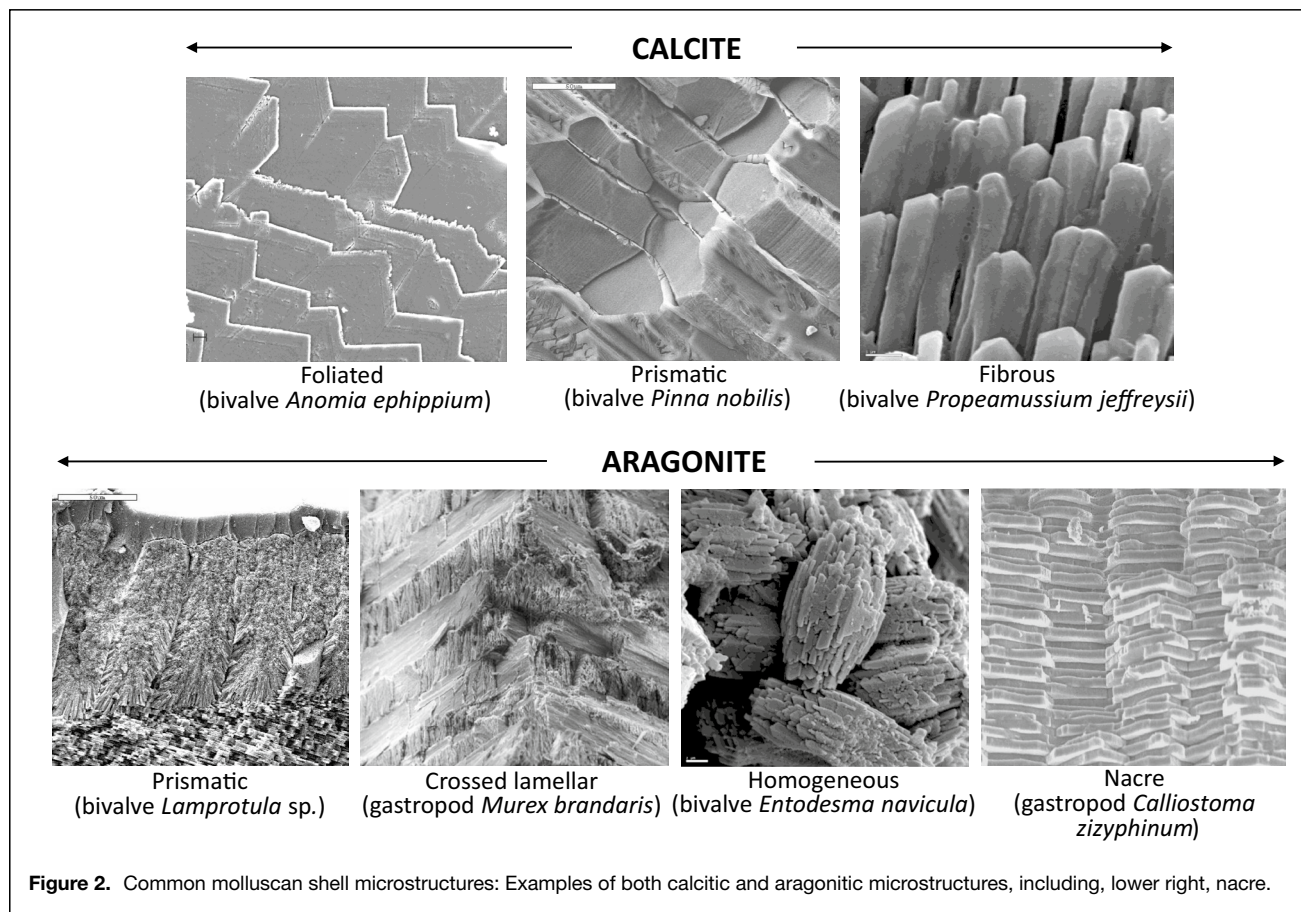 CALCITE
Foliated
(bivalve Anomia ephippium)
Prismatic
(bivalve Pinna nobilis)
Fibrous
(bivalve Propeamussium jeffreysii)
ARAGONITE
Prismatic
(bivalve Lamprotula sp.)
Crossed lamellar
(gastropod Murex brandaris)
Homogeneous
(bivalve Entodesma navicula)
Nacre
(gastropod Calliostoma
zizyphinum)
Figure 2. Common molluscan shell microstructures: Examples of both calcitic and aragonitic microstructures, including, lower right, nacre.